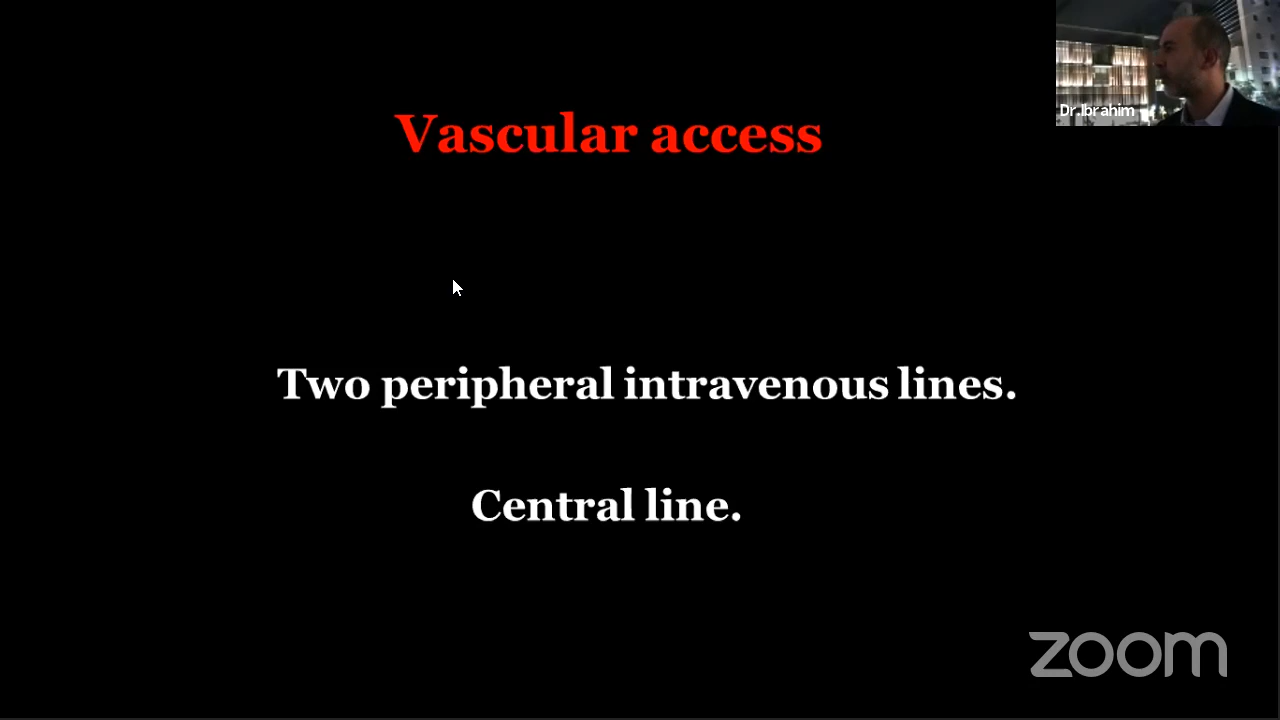 Vascular access
Dr.Ibrahim
Two peripheral intravenous lines.
Central line.
zoom